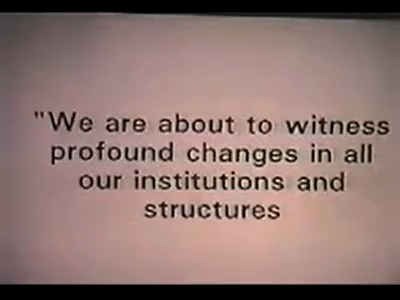 "We are about to witness
profound changes in all
our institutions and
structures